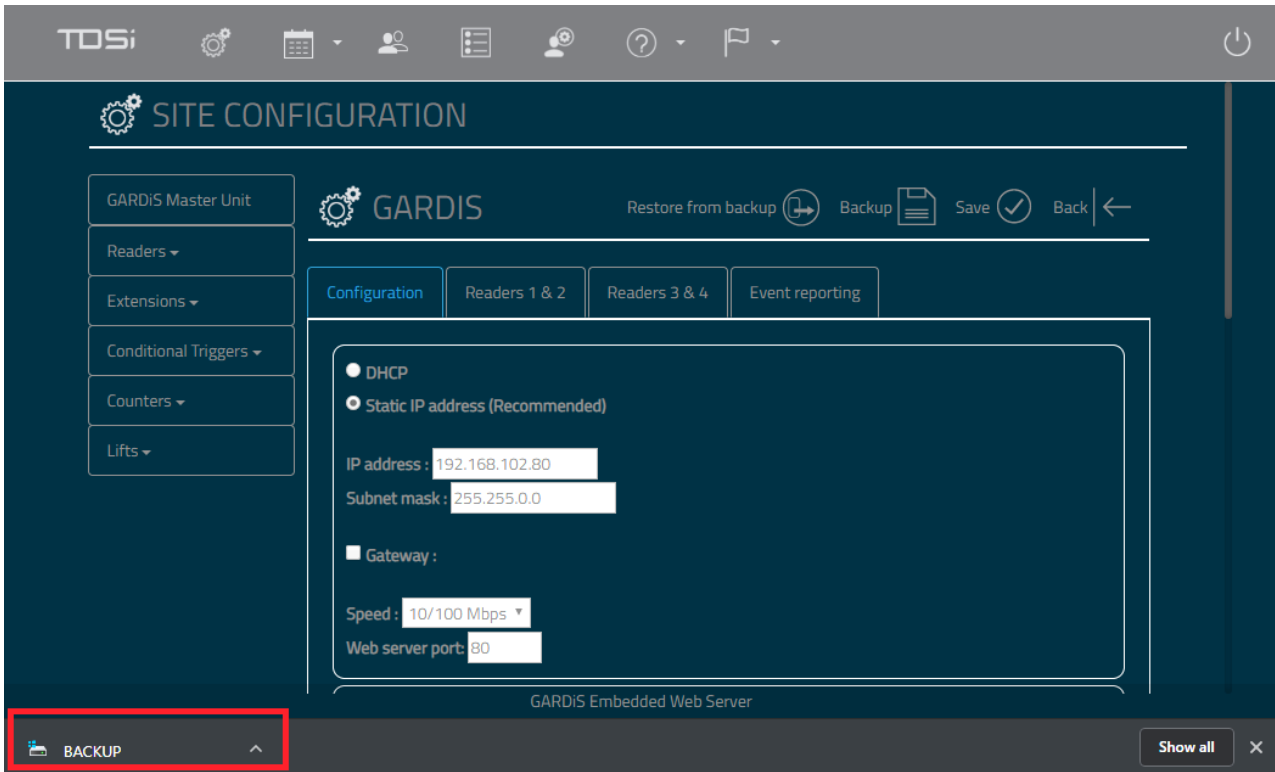 TDSi
SITE CONFIGURATION
GARDiS Master Unit
Readers
Extensions
Conditional Triggers
Counters
Lifts
GARDIS
Restore from backup Backup Save Back
Configuration Readers 1 & 2 Readers 3 & 4 Event reporting
DHCP
Static IP address (Recommended)
IP address : 192.168.102.80
Subnet mask : 255.255.0.0
Gateway :
Speed : 10/100 Mbps
Web server port: 80
GARDiS Embedded Web Server
BACKUP
Show all